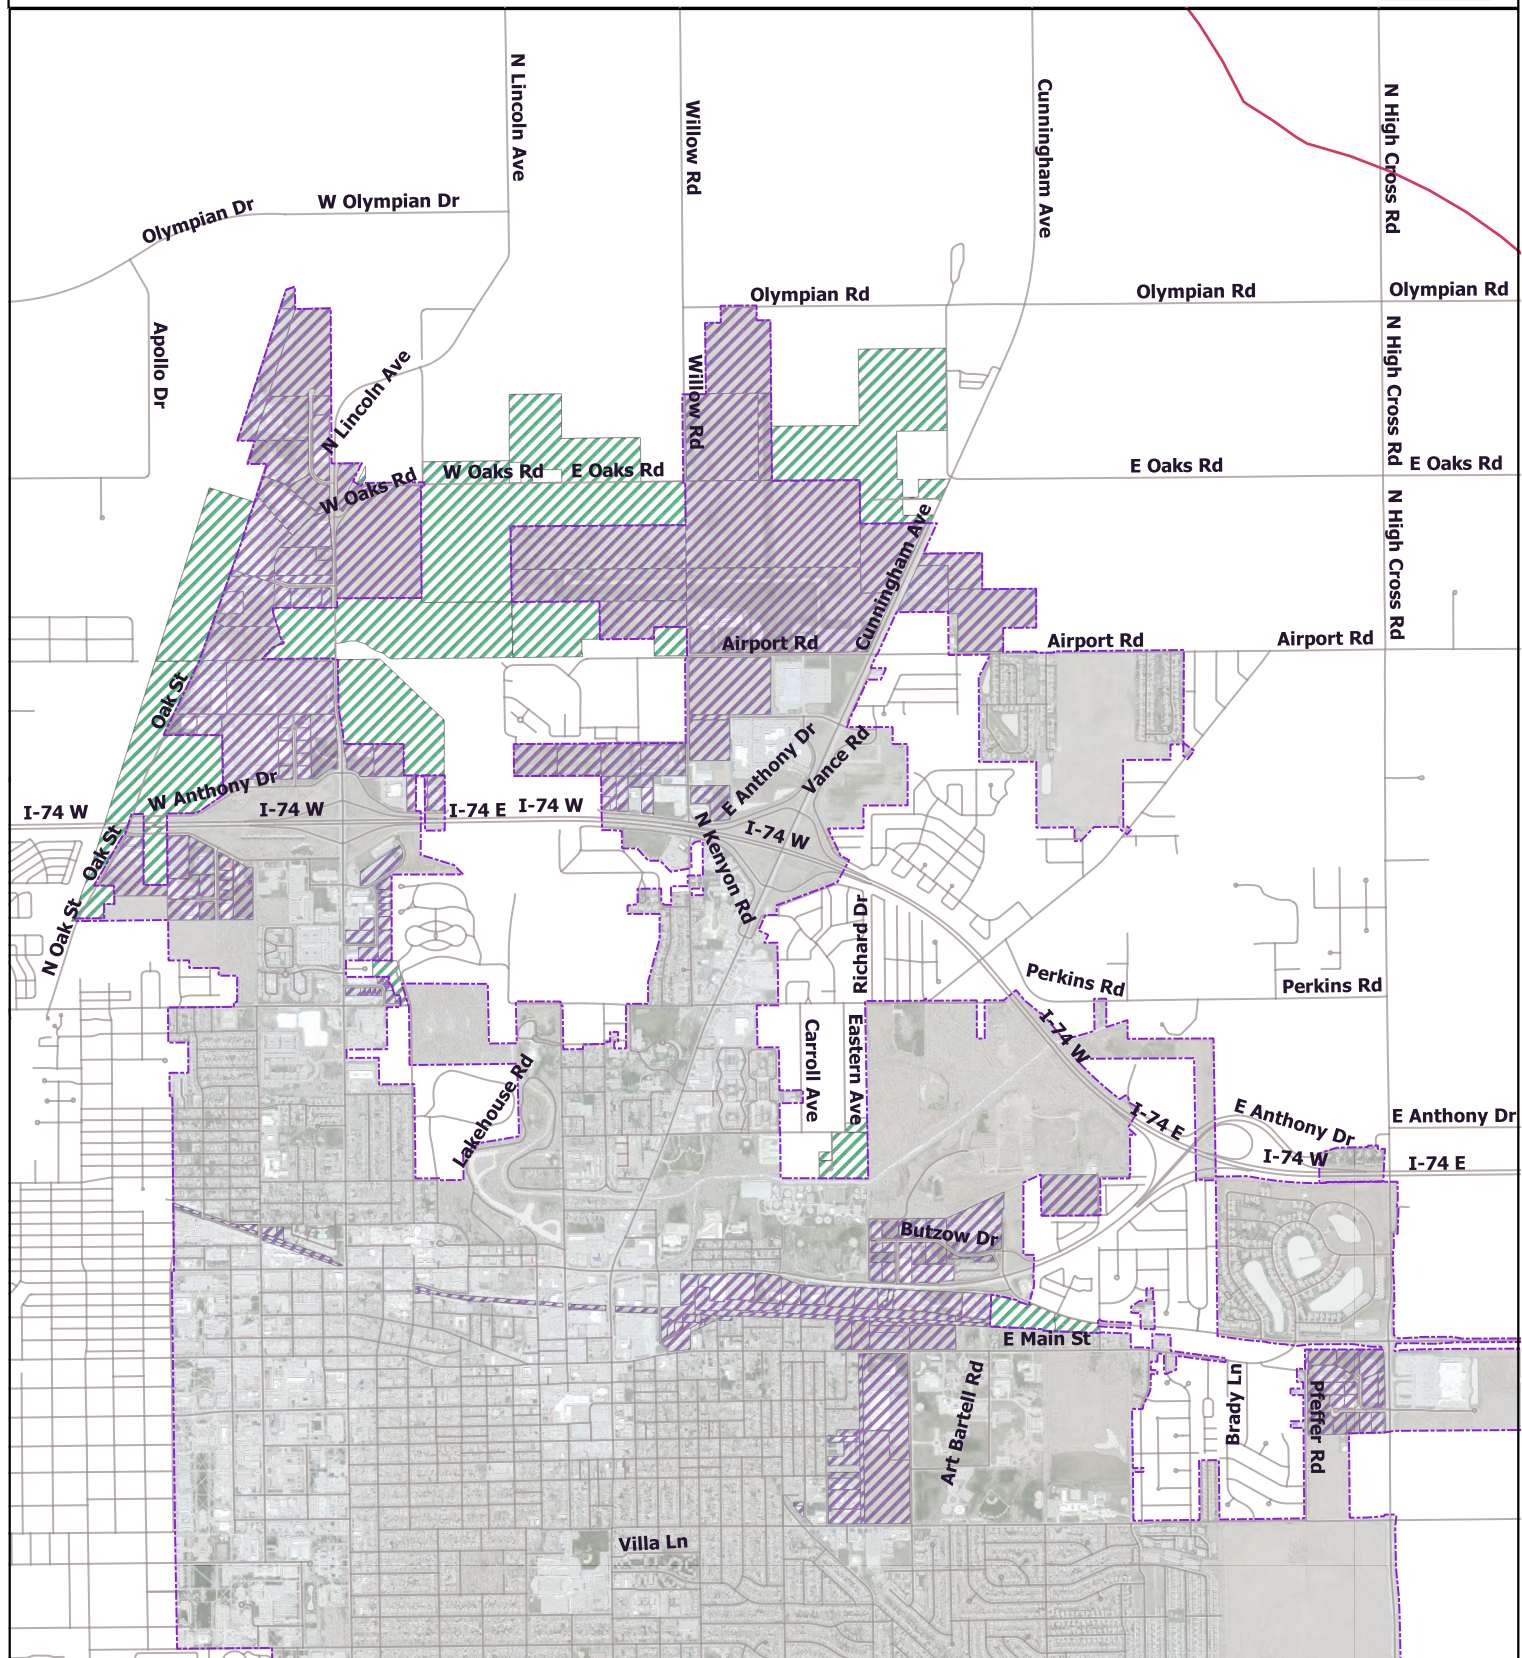 N Lincoln Ave
Willow Rd
Cunningham Ave
N High Cross Rd
Olympian Dr
W Olympian Dr
Olympian Rd
Olympian Rd
Olympian Rd
Apollo Dr
N Lincoln Ave
Willow Rd
N High Cross Rd
W Oaks Rd
W Oaks Rd
E Oaks Rd
E Oaks Rd
E Oaks Rd
N High Cross Rd
Cunningham Ave
Airport Rd
Airport Rd
Airport Rd
Oak St
W Anthony Dr
E Anthony Dr
Vance Rd
I-74 W
I-74 W
I-74 E
I-74 W
I-74 W
Oak St
N Kenyon Rd
N Oak St
Richard Dr
Perkins Rd
Perkins Rd
I-74 W
Carroll Ave
Eastern Ave
Lakehouse Rd
I-74 E
E Anthony Dr
E Anthony Dr
I-74 W
I-74 E
Butzow Dr
E Main St
Art Bartell Rd
Brady Ln
Pfeffer Rd
Villa Ln